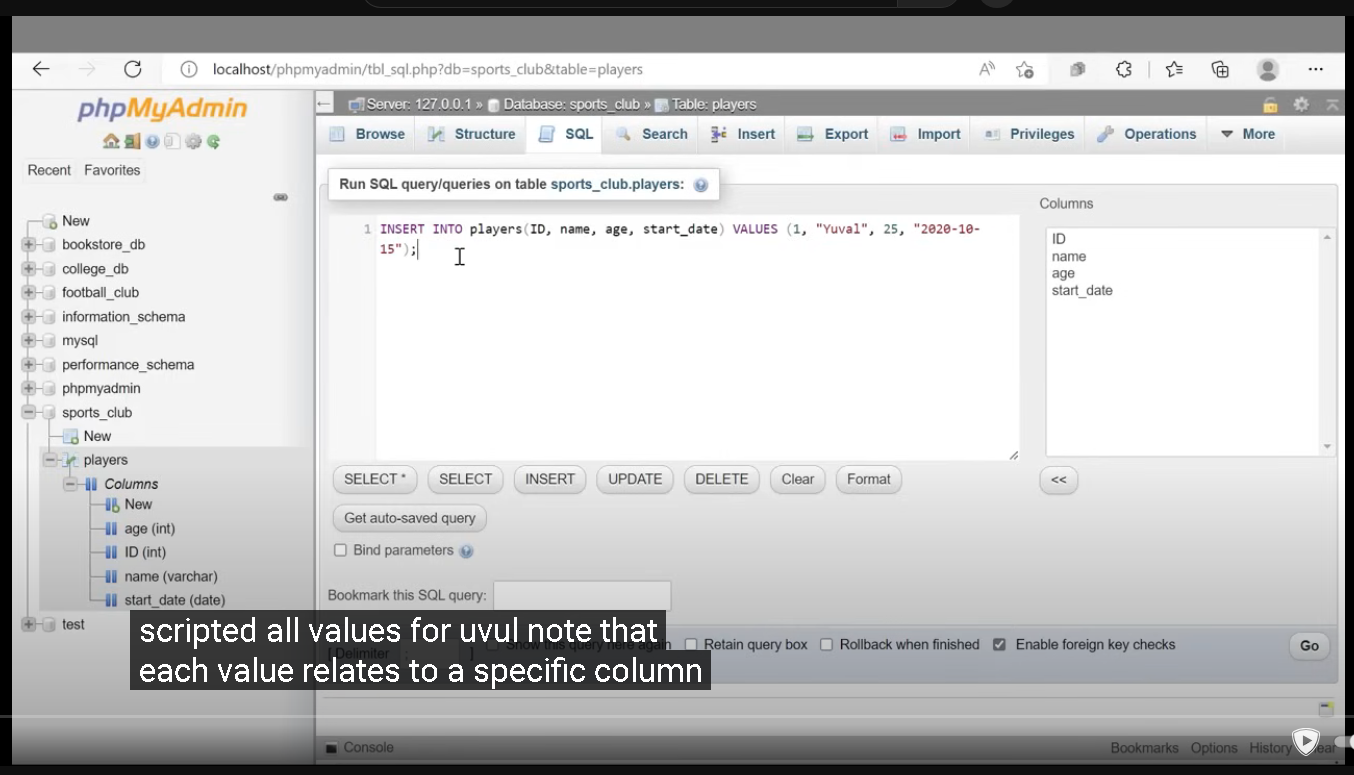 localhost/phpmyadmin/tbl_sql.php?db=sports_club&table=players
phpMyAdmin
Recent Favorites
New
bookstore_db
college_db
football_club
information_schema
mysql
performance_schema
phpmyadmin
sports_club
New
players
Columns
New
age (int)
ID (int)
name (varchar)
start_date (date)
test
Server: 127.0.0.1 » Database: sports_club » Table: players
Browse Structure SQL Search Insert Export Import Privileges Operations More
Run SQL query/queries on table sports_club.players:
1 INSERT INTO players(ID, name, age, start_date) VALUES (1, "Yuval", 25, "2020-10-
15");
Columns
ID
name
age
start_date
SELECT * SELECT INSERT UPDATE DELETE Clear Format <<
Get auto-saved query
Bind parameters
Bookmark this SQL query:
[ Delimiter ] Show this query here again Retain query box Rollback when finished Enable foreign key checks Go
scripted all values for uvul note that
each value relates to a specific column
Console Bookmarks Options History